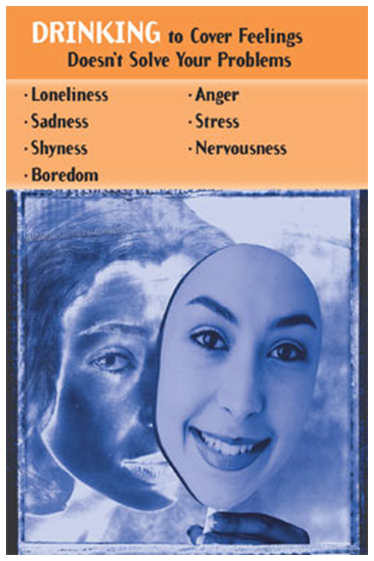 DRINKING to Cover Feelings
Doesn't Solve Your Problems
· Loneliness
· Sadness
· Shyness
· Boredom
· Anger
· Stress
· Nervousness